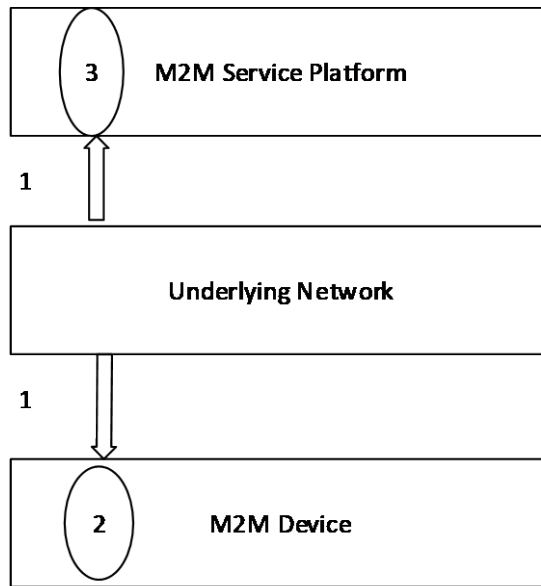 3 M2M Service Platform
1
Underlying Network
1
2 M2M Device